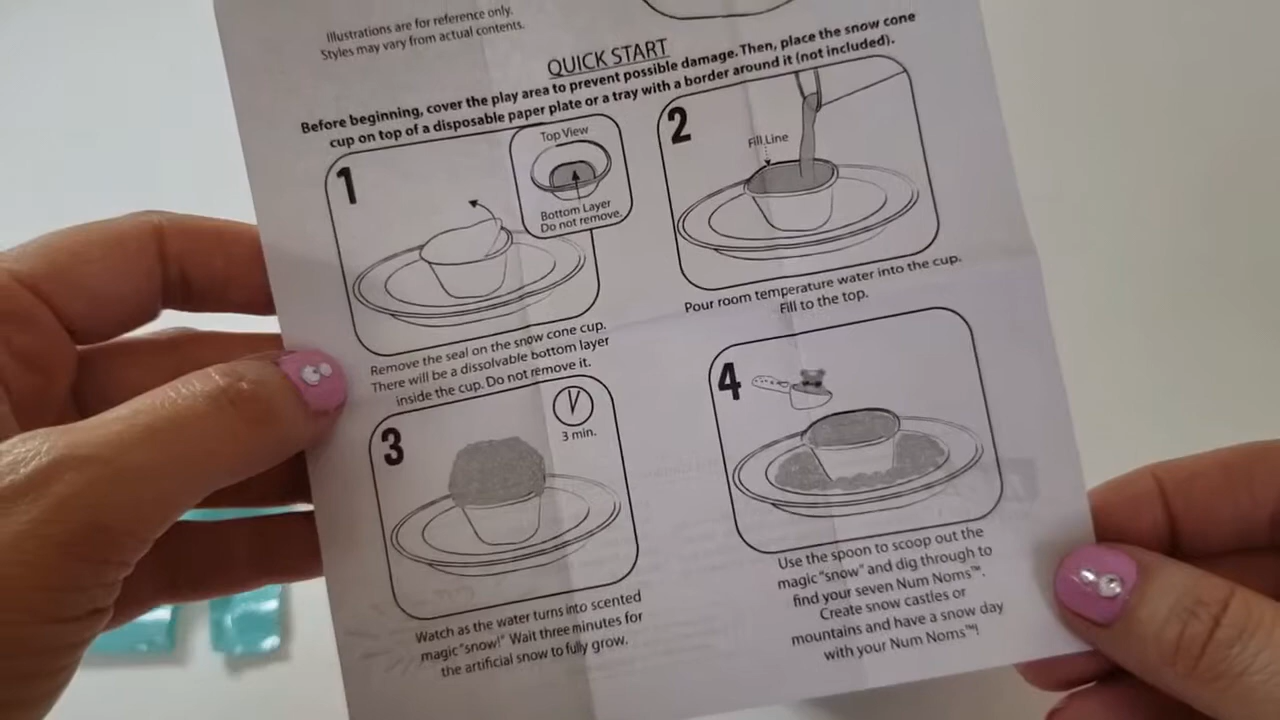 Illustrations are for reference only.
Styles may vary from actual contents.
QUICK START
Before beginning, cover the play area to prevent possible damage. Then, place the snow cone
cup on top of a disposable paper plate or a tray with a border around it (not included).
1
Top View
Bottom Layer
Do not remove.
Remove the seal on the snow cone cup.
There will be a dissolvable bottom layer
inside the cup. Do not remove it.
2
Fill Line
Pour room temperature water into the cup.
Fill to the top.
3
3 min.
Watch as the water turns into scented
magic "snow!" Wait three minutes for
the artificial snow to fully grow.
4
Use the spoon to scoop out the
magic "snow" and dig through to
find your seven Num Noms™.
Create snow castles or
mountains and have a snow day
with your Num Noms™!